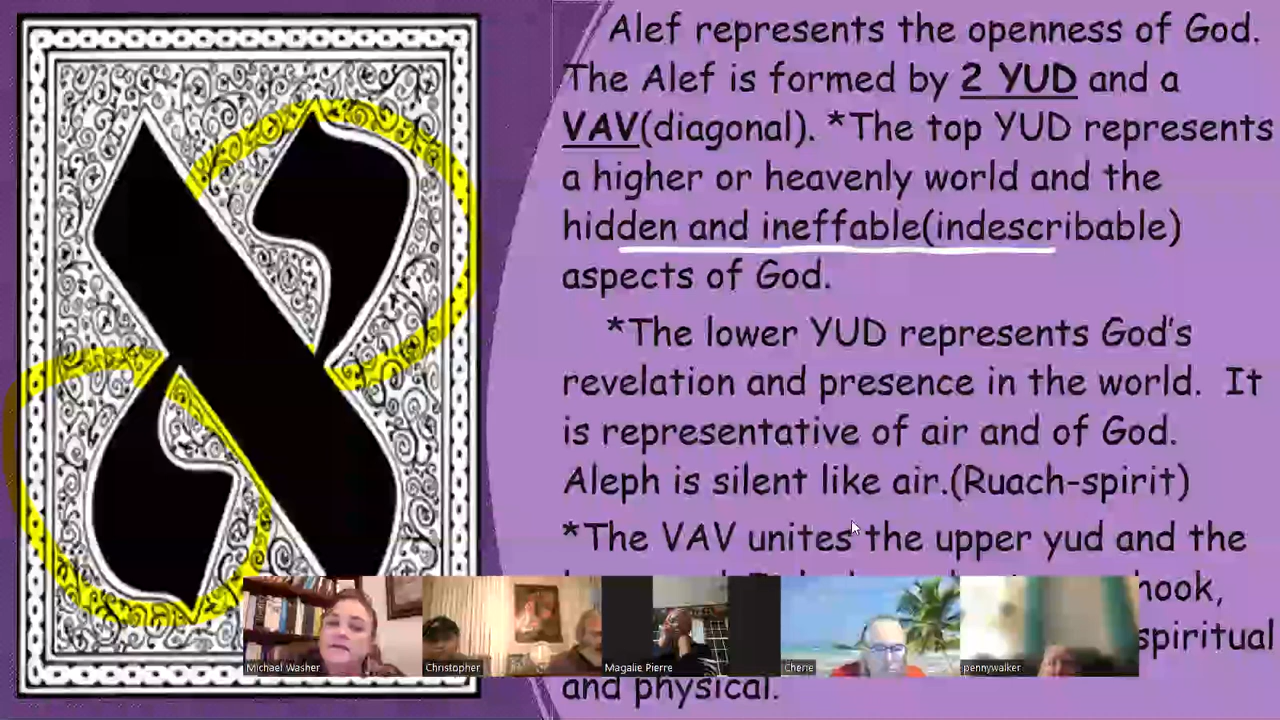 Alef represents the openness of God.
The Alef is formed by 2 YUD and a
VAV(diagonal). *The top YUD represents
a higher or heavenly world and the
hidden and ineffable(indescribable)
aspects of God.
*The lower YUD represents God's
revelation and presence in the world. It
is representative of air and of God.
Aleph is silent like air.(Ruach-spirit)
*The VAV unites the upper yud and the
hook,
spiritual
and physical.
א
Michael Washer
Christopher
Magalie Pierre
Cherie
pennywalker